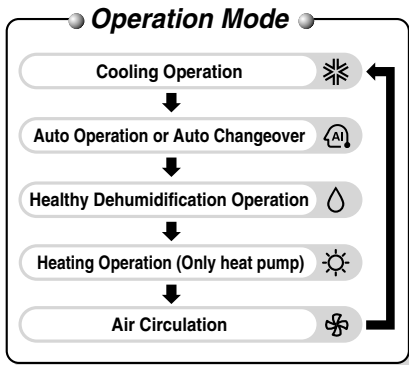 Operation Mode
Cooling Operation
Auto Operation or Auto Changeover
AI
Healthy Dehumidification Operation
Heating Operation (Only heat pump)
Air Circulation